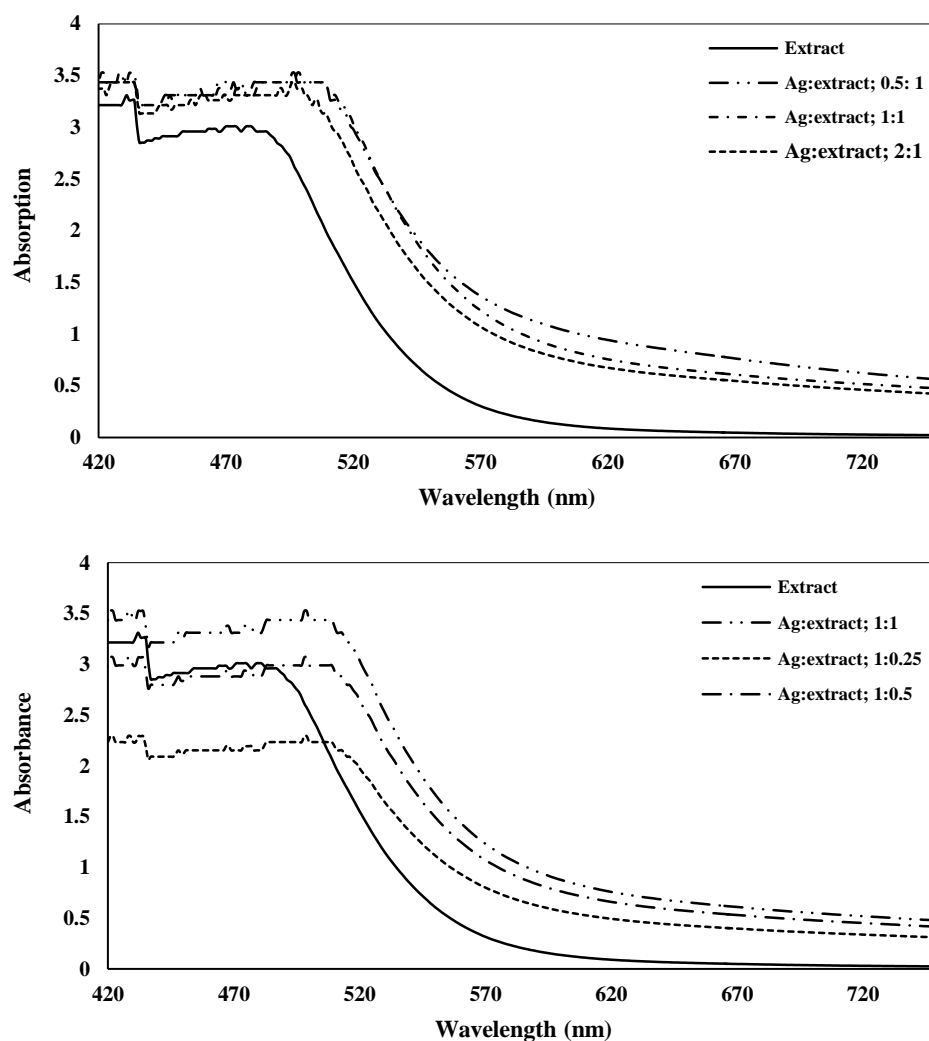 4
3.5
3
2.5
2
1.5
1
0.5
0
Absorption
Extract
Ag:extract; 0.5: 1
Ag:extract; 1:1
Ag:extract; 2:1
420 470 520 570 620 670 720
Wavelength (nm)
4
3.5
3
2.5
2
1.5
1
0.5
0
Absorbance
Extract
Ag:extract; 1:1
Ag:extract; 1:0.25
Ag:extract; 1:0.5
420 470 520 570 620 670 720
Wavelength (nm)